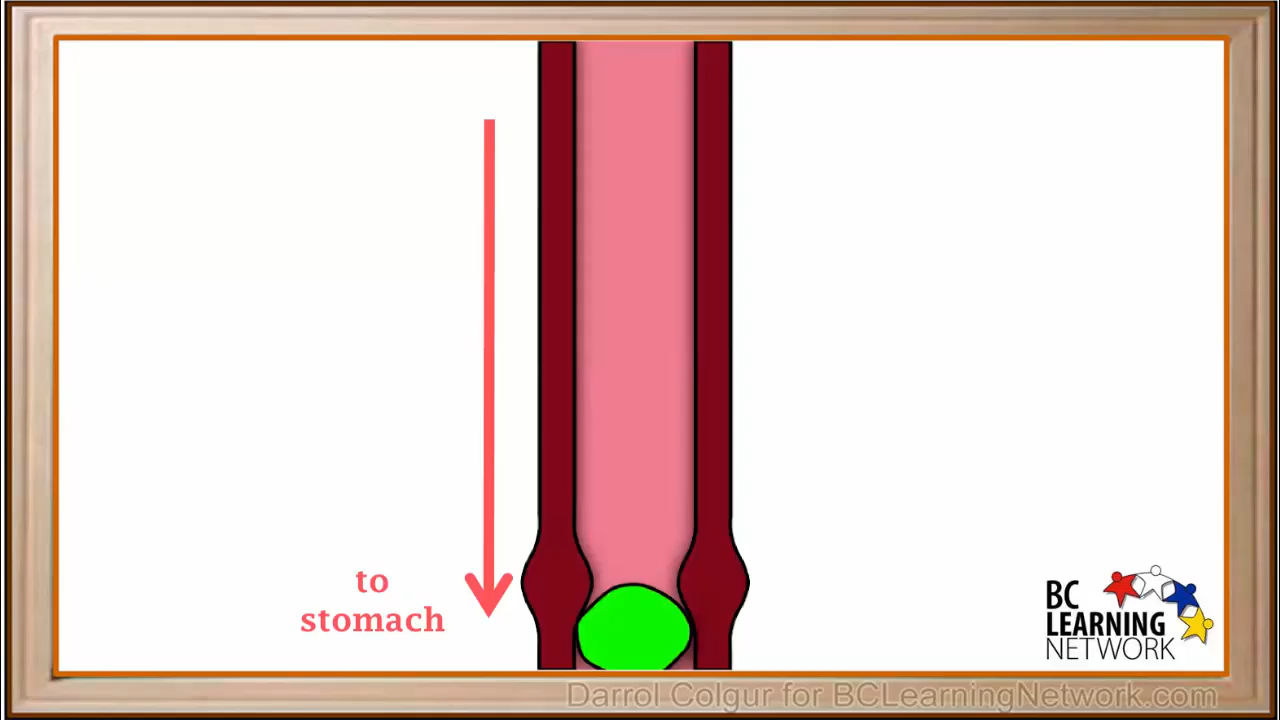 to
stomach
BC
LEARNING
NETWORK
Darrol Colgur for BCLearningNetwork.com